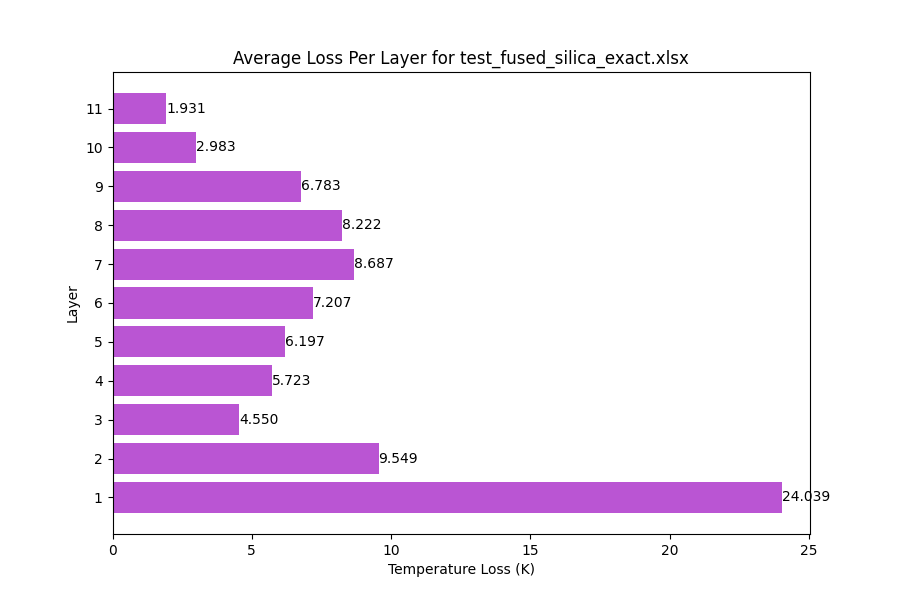 Average Loss Per Layer for test_fused_silica_exact.xlsx
11 1.931
10 2.983
9 6.783
8 8.222
7 8.687
6 7.207
5 6.197
4 5.723
3 4.550
2 9.549
1 24.039
Layer
0 5 10 15 20 25
Temperature Loss (K)